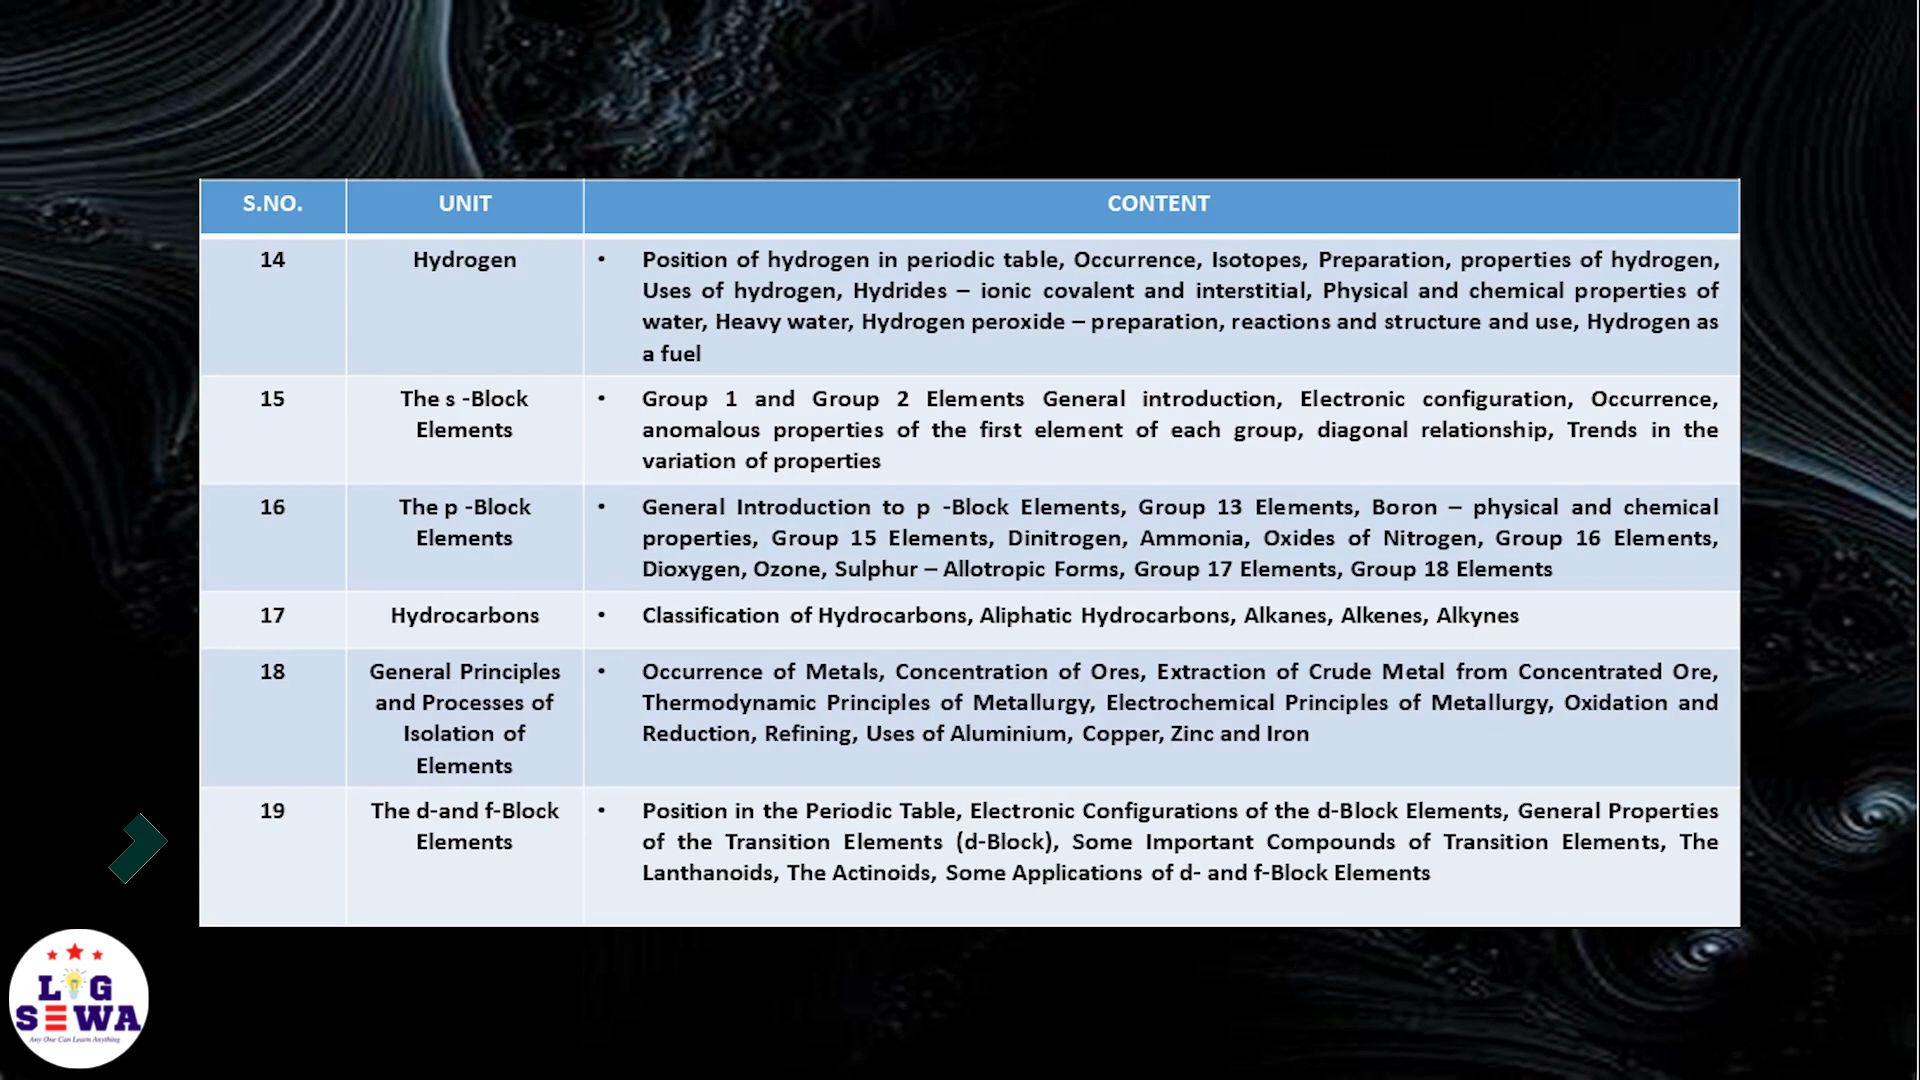 S.NO.
UNIT
CONTENT
14
Hydrogen
• Position of hydrogen in periodic table, Occurrence, Isotopes, Preparation, properties of hydrogen,
Uses of hydrogen, Hydrides – ionic covalent and interstitial, Physical and chemical properties of
water, Heavy water, Hydrogen peroxide – preparation, reactions and structure and use, Hydrogen as
a fuel
15
The s -Block
Elements
• Group 1 and Group 2 Elements General introduction, Electronic configuration, Occurrence,
anomalous properties of the first element of each group, diagonal relationship, Trends in the
variation of properties
16
The p -Block
Elements
• General Introduction to p -Block Elements, Group 13 Elements, Boron – physical and chemical
properties, Group 15 Elements, Dinitrogen, Ammonia, Oxides of Nitrogen, Group 16 Elements,
Dioxygen, Ozone, Sulphur – Allotropic Forms, Group 17 Elements, Group 18 Elements
17
Hydrocarbons
• Classification of Hydrocarbons, Aliphatic Hydrocarbons, Alkanes, Alkenes, Alkynes
18
General Principles
and Processes of
Isolation of
Elements
• Occurrence of Metals, Concentration of Ores, Extraction of Crude Metal from Concentrated Ore,
Thermodynamic Principles of Metallurgy, Electrochemical Principles of Metallurgy, Oxidation and
Reduction, Refining, Uses of Aluminium, Copper, Zinc and Iron
19
The d-and f-Block
Elements
• Position in the Periodic Table, Electronic Configurations of the d-Block Elements, General Properties
of the Transition Elements (d-Block), Some Important Compounds of Transition Elements, The
Lanthanoids, The Actinoids, Some Applications of d- and f-Block Elements
L G
SEWA
Any One Can Learn Anything